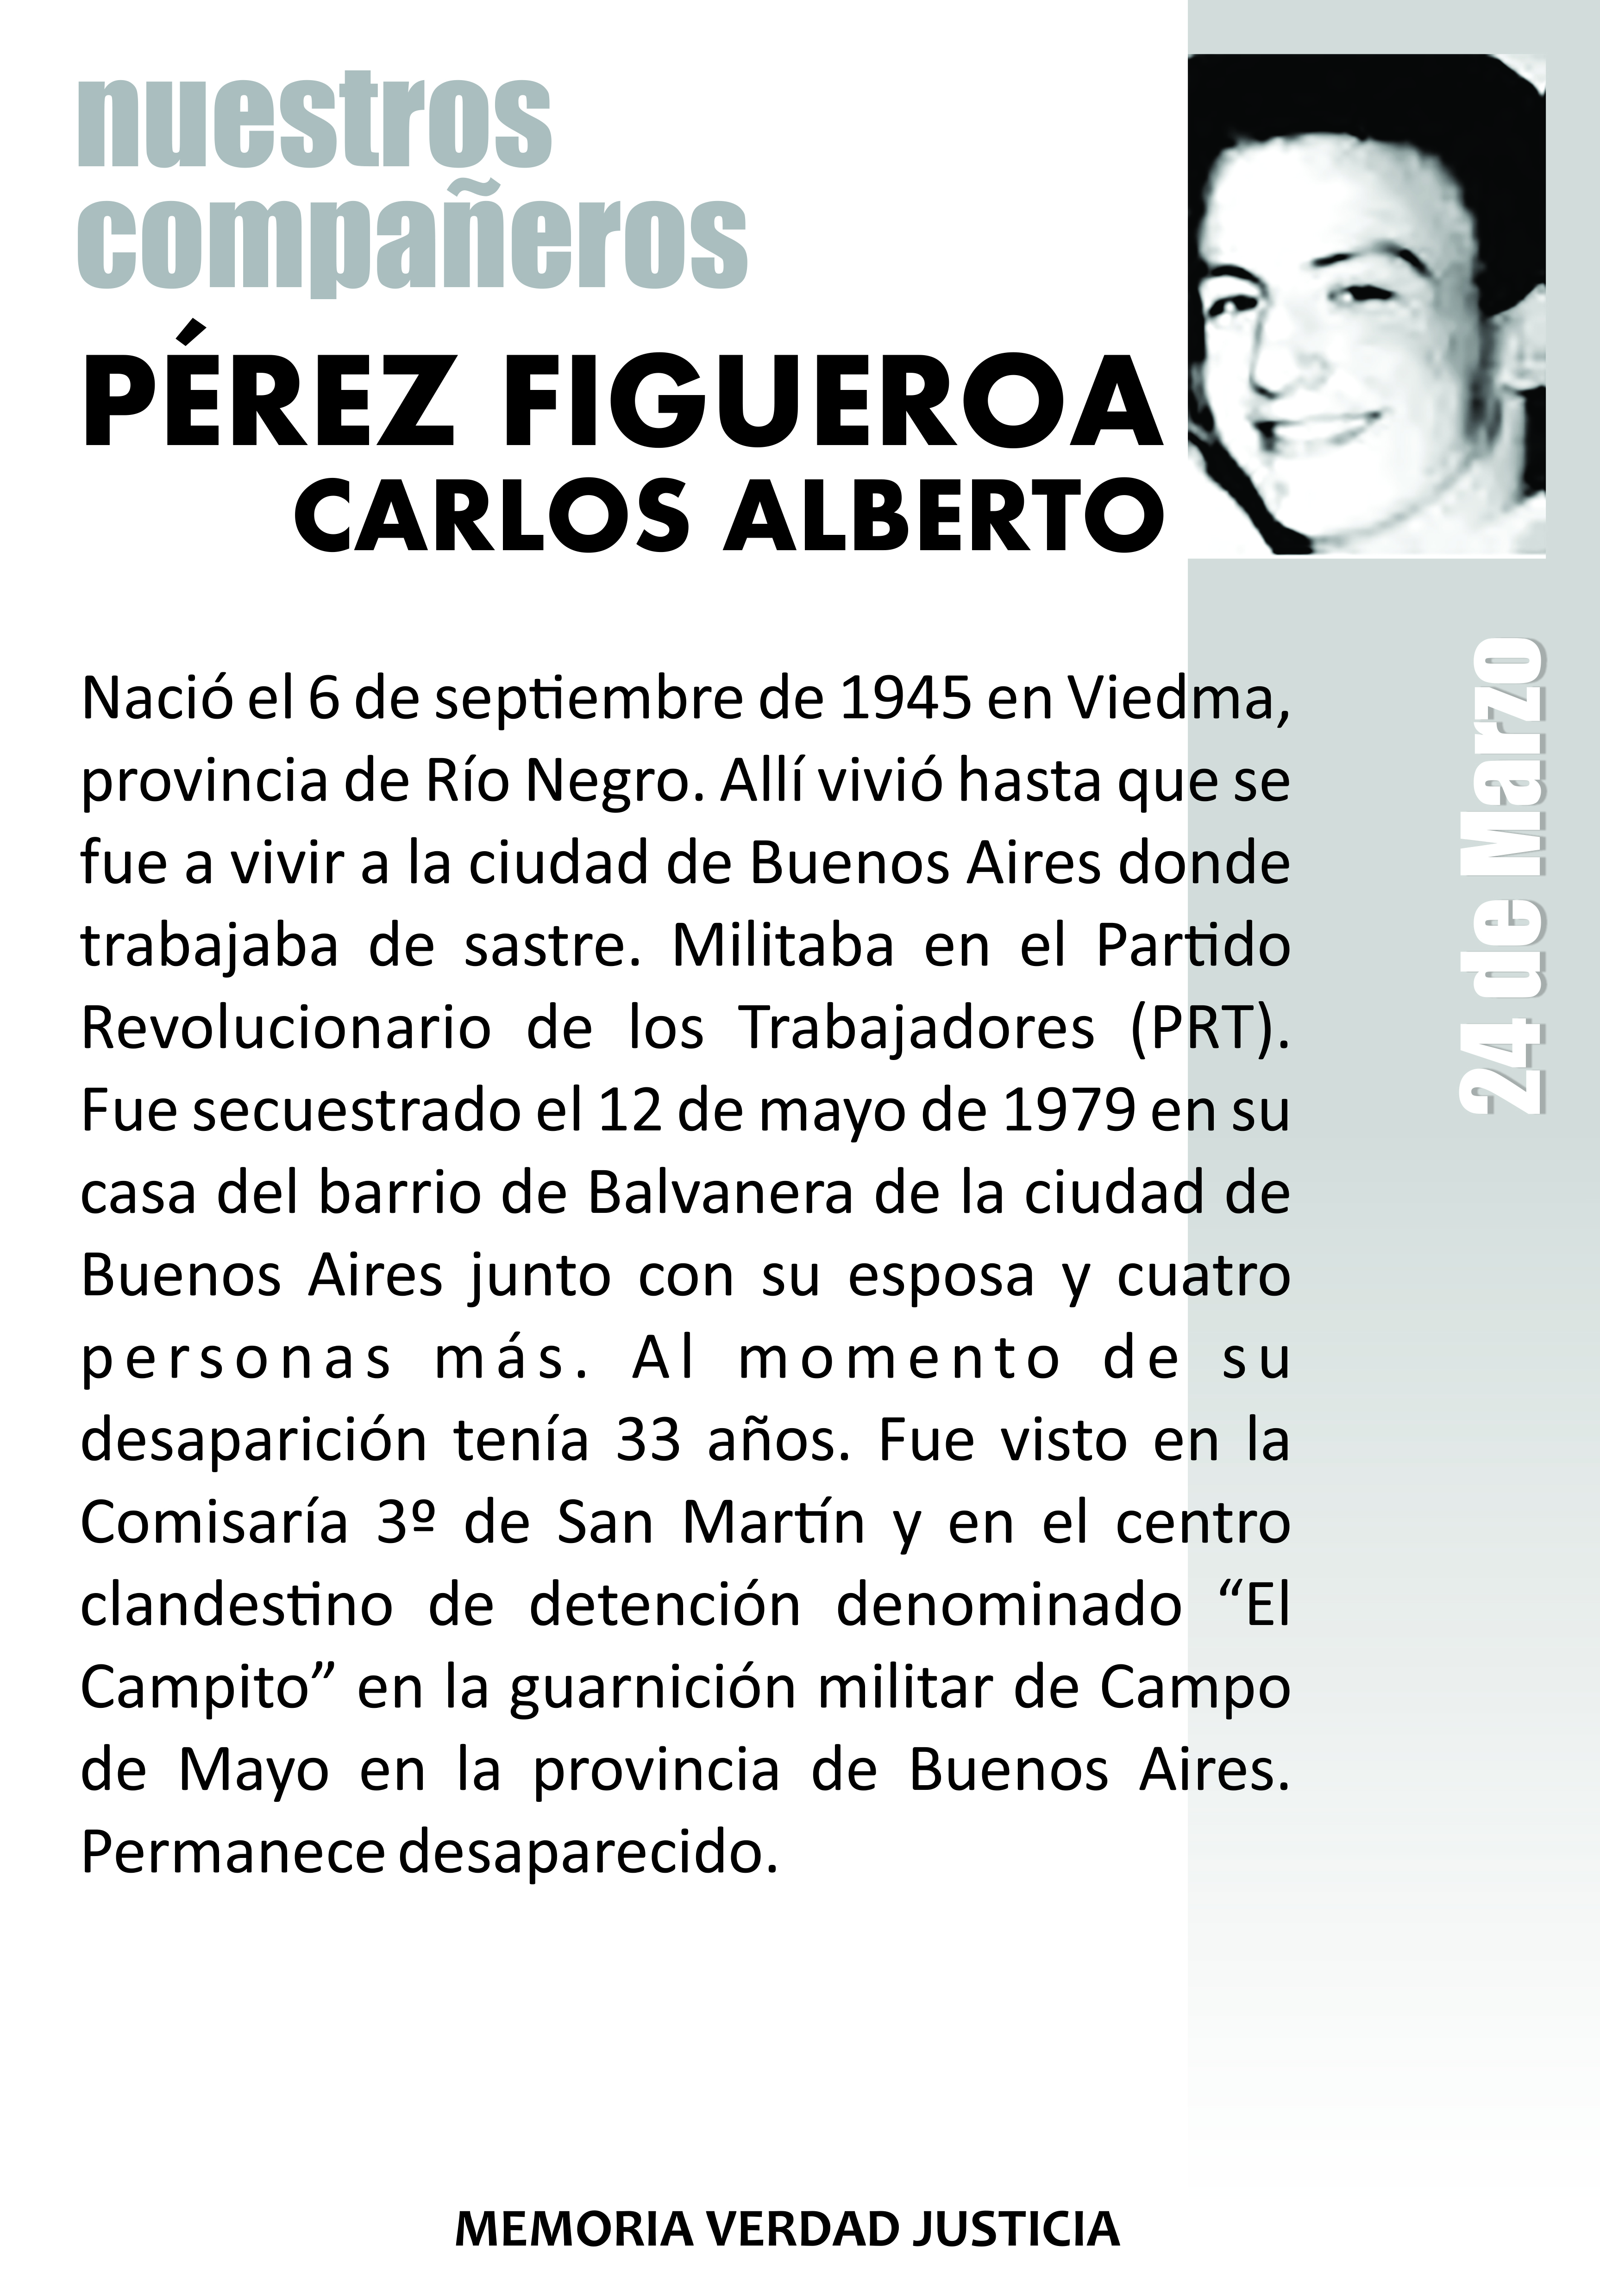 nuestros
compañeros
PÉREZ FIGUEROA
CARLOS ALBERTO
Nació el 6 de septiembre de 1945 en Viedma,
provincia de Río Negro. Allí vivió hasta que se
fue a vivir a la ciudad de Buenos Aires donde
trabajaba de sastre. Militaba en el Partido
Revolucionario de los Trabajadores (PRT).
Fue secuestrado el 12 de mayo de 1979 en su
casa del barrio de Balvanera de la ciudad de
Buenos Aires junto con su esposa y cuatro
personas más. Al momento de su
desaparición tenía 33 años. Fue visto en la
Comisaría 3º de San Martín y en el centro
clandestino de detención denominado “El
Campito” en la guarnición militar de Campo
de Mayo en la provincia de Buenos Aires.
Permanece desaparecido.
24 de Marzo
MEMORIA VERDAD JUSTICIA